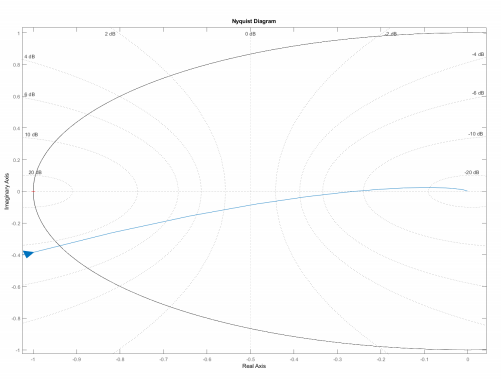 Nyquist Diagram
2 dB 0 dB -2 dB
4 dB -4 dB
6 dB -6 dB
10 dB -10 dB
20 dB -20 dB
1
0.8
0.6
0.4
0.2
0
-0.2
-0.4
-0.6
-0.8
-1
Imaginary Axis
-1 -0.9 -0.8 -0.7 -0.6 -0.5 -0.4 -0.3 -0.2 -0.1 0
Real Axis